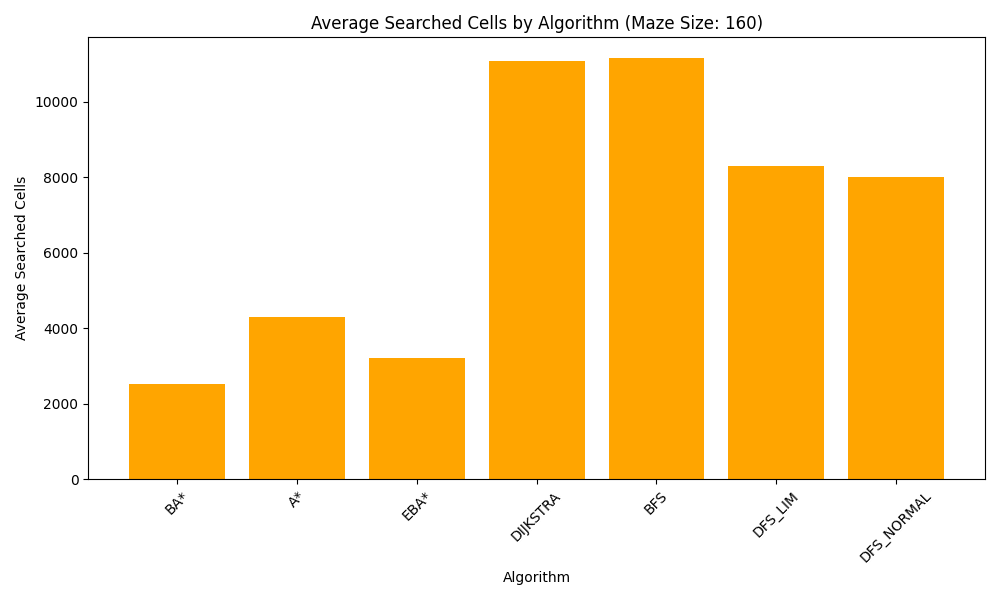 Average Searched Cells by Algorithm (Maze Size: 160)
Average Searched Cells
10000
8000
6000
4000
2000
0
BA*
A*
EBA*
DIJKSTRA
BFS
DFS_LIM
DFS_NORMAL
Algorithm